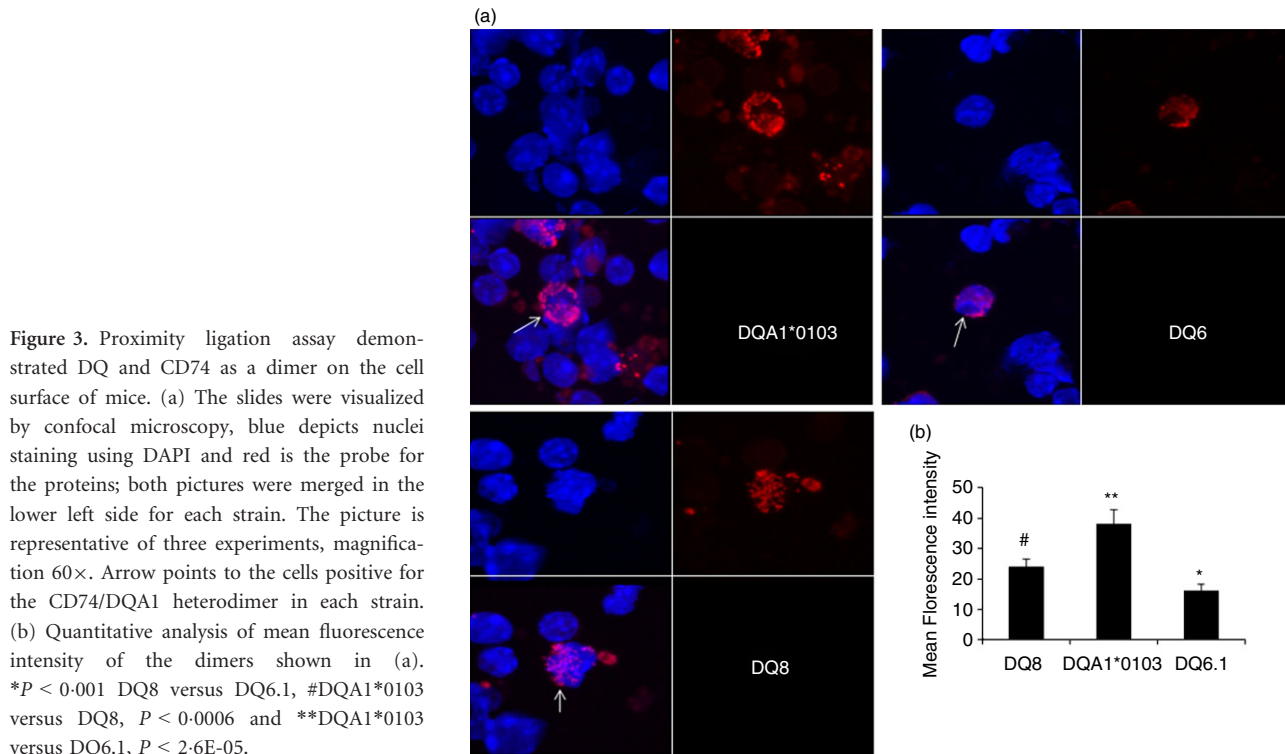 Figure 3. Proximity ligation assay demon-
strated DQ and CD74 as a dimer on the cell
surface of mice. (a) The slides were visualized
by confocal microscopy, blue depicts nuclei
staining using DAPI and red is the probe for
the proteins; both pictures were merged in the
lower left side for each strain. The picture is
representative of three experiments, magnifica-
tion 60×. Arrow points to the cells positive for
the CD74/DQA1 heterodimer in each strain.
(b) Quantitative analysis of mean fluorescence
intensity of the dimers shown in (a).
*P < 0·001 DQ8 versus DQ6.1, #DQA1*0103
versus DQ8, P < 0·0006 and **DQA1*0103
versus DQ6.1, P < 2·6E-05.
(a)
DQA1*0103
DQ6
DQ8
(b)
Mean Florescence intensity
50
40
30
20
10
0
#
**
*
DQ8
DQA1*0103
DQ6.1